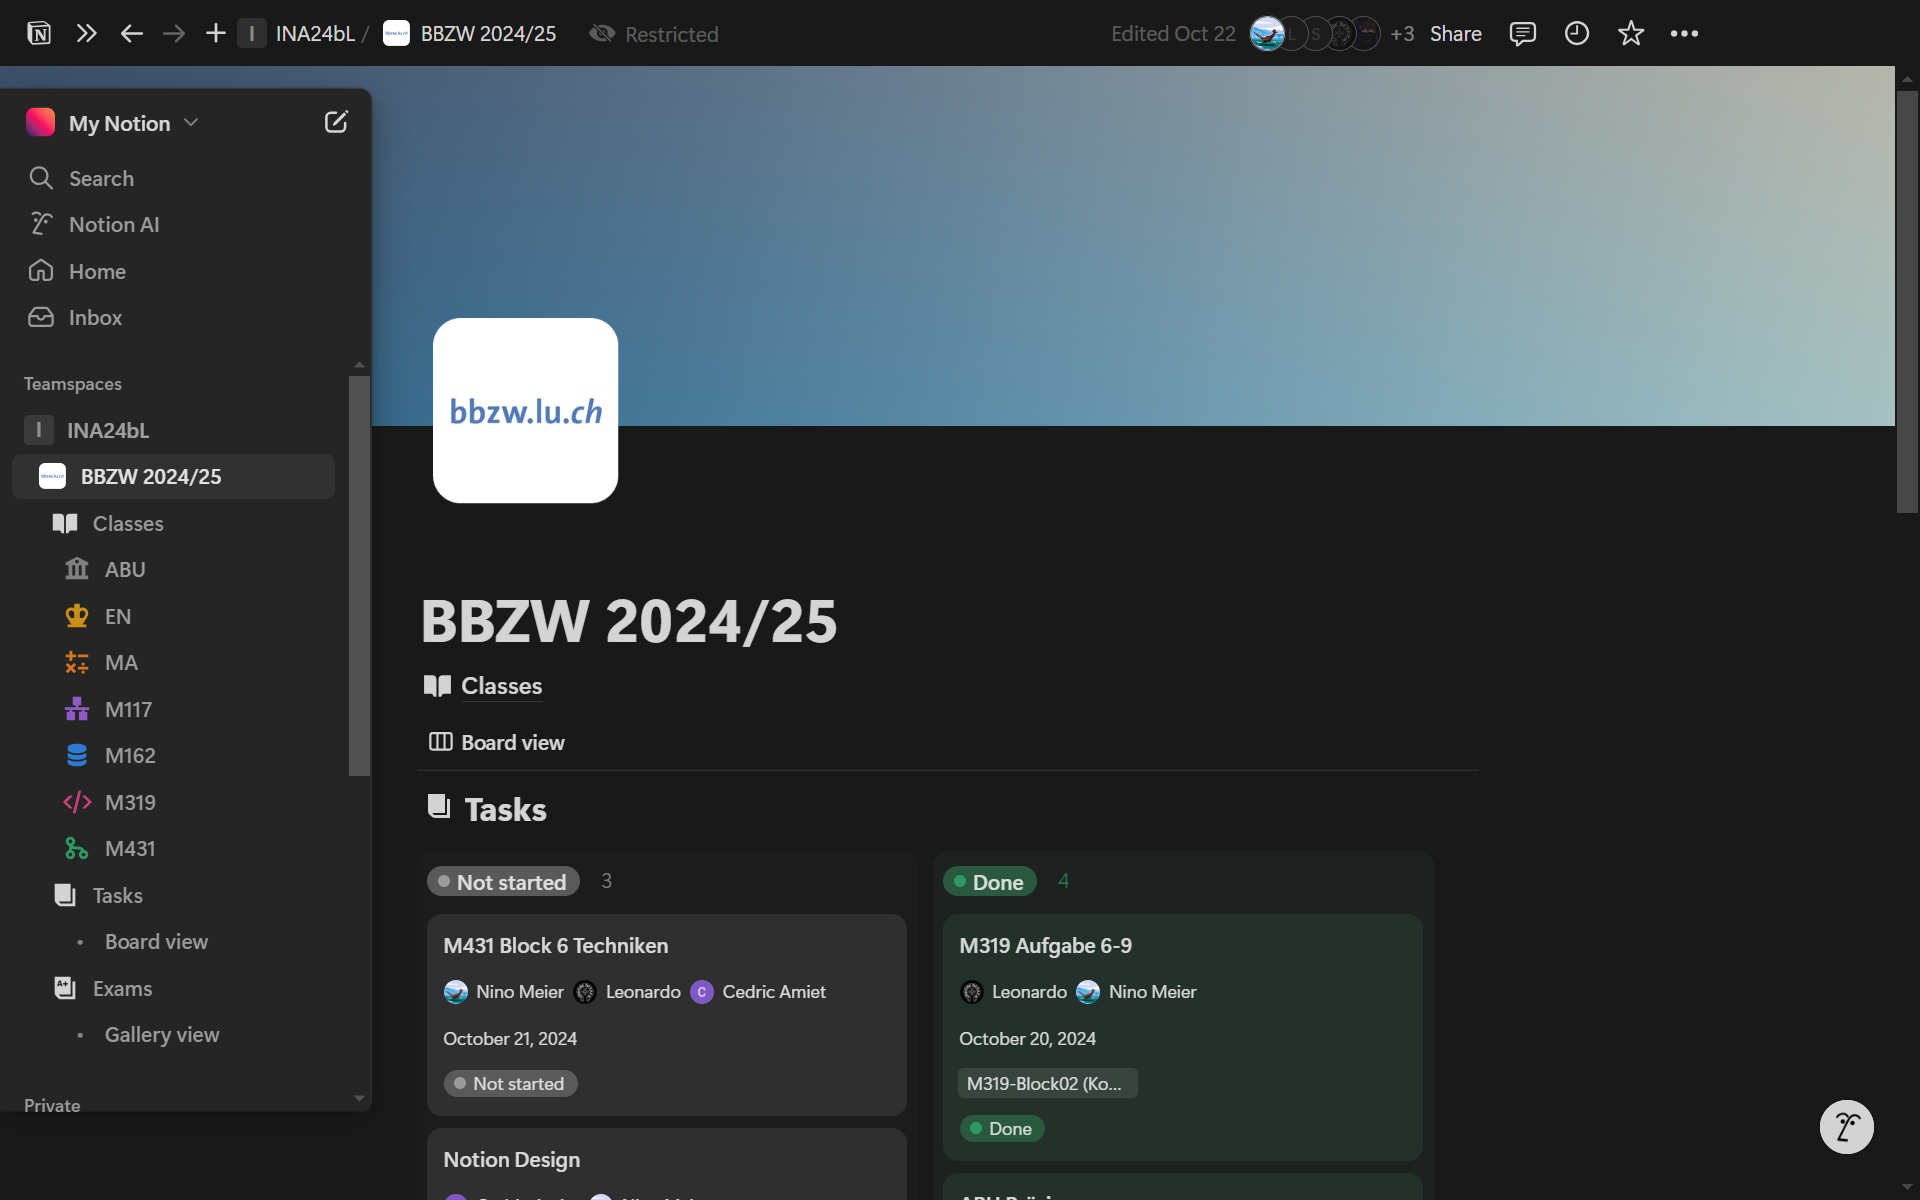 INA24bL / BBZW 2024/25 Restricted
Edited Oct 22 L S +3 Share
My Notion
Search
Notion AI
Home
Inbox
Teamspaces
I INA24bL
BBZW 2024/25
Classes
ABU
EN
MA
M117
M162
M319
M431
Tasks
• Board view
Exams
• Gallery view
Private
bbzw.lu.ch
BBZW 2024/25
Classes
Board view
Tasks
Not started 3
M431 Block 6 Techniken
Nino Meier Leonardo C Cedric Amiet
October 21, 2024
Not started
Notion Design
Done 4
M319 Aufgabe 6-9
Leonardo Nino Meier
October 20, 2024
M319-Block02 (Ko...
Done